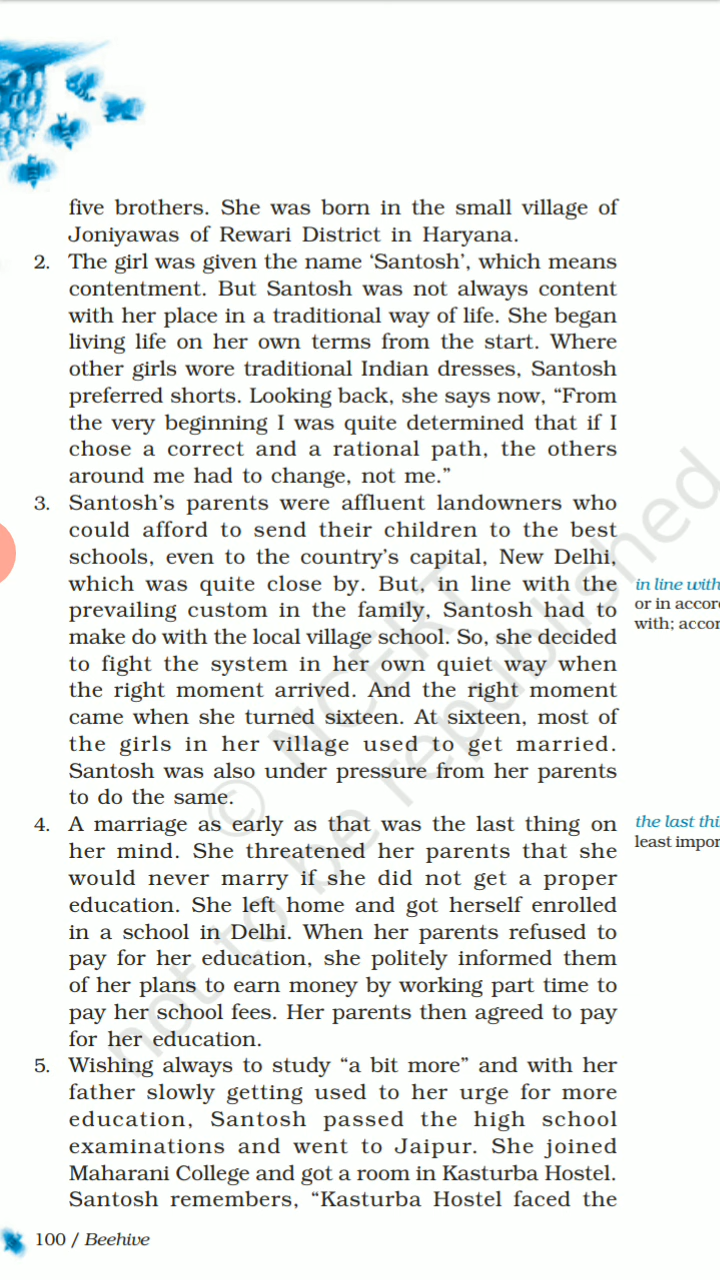 five brothers. She was born in the small village of
Joniyawas of Rewari District in Haryana.
2. The girl was given the name ‘Santosh’, which means
contentment. But Santosh was not always content
with her place in a traditional way of life. She began
living life on her own terms from the start. Where
other girls wore traditional Indian dresses, Santosh
preferred shorts. Looking back, she says now, “From
the very beginning I was quite determined that if I
chose a correct and a rational path, the others
around me had to change, not me.”
3. Santosh’s parents were affluent landowners who
could afford to send their children to the best
schools, even to the country’s capital, New Delhi,
which was quite close by. But, in line with the
prevailing custom in the family, Santosh had to
make do with the local village school. So, she decided
to fight the system in her own quiet way when
the right moment arrived. And the right moment
came when she turned sixteen. At sixteen, most of
the girls in her village used to get married.
Santosh was also under pressure from her parents
to do the same.
in line with
or in accor
with; accor
4. A marriage as early as that was the last thing on
her mind. She threatened her parents that she
would never marry if she did not get a proper
education. She left home and got herself enrolled
in a school in Delhi. When her parents refused to
pay for her education, she politely informed them
of her plans to earn money by working part time to
pay her school fees. Her parents then agreed to pay
for her education.
the last thi
least impor
5. Wishing always to study “a bit more” and with her
father slowly getting used to her urge for more
education, Santosh passed the high school
examinations and went to Jaipur. She joined
Maharani College and got a room in Kasturba Hostel.
Santosh remembers, “Kasturba Hostel faced the
100 / Beehive
© NCERT
not to be republished